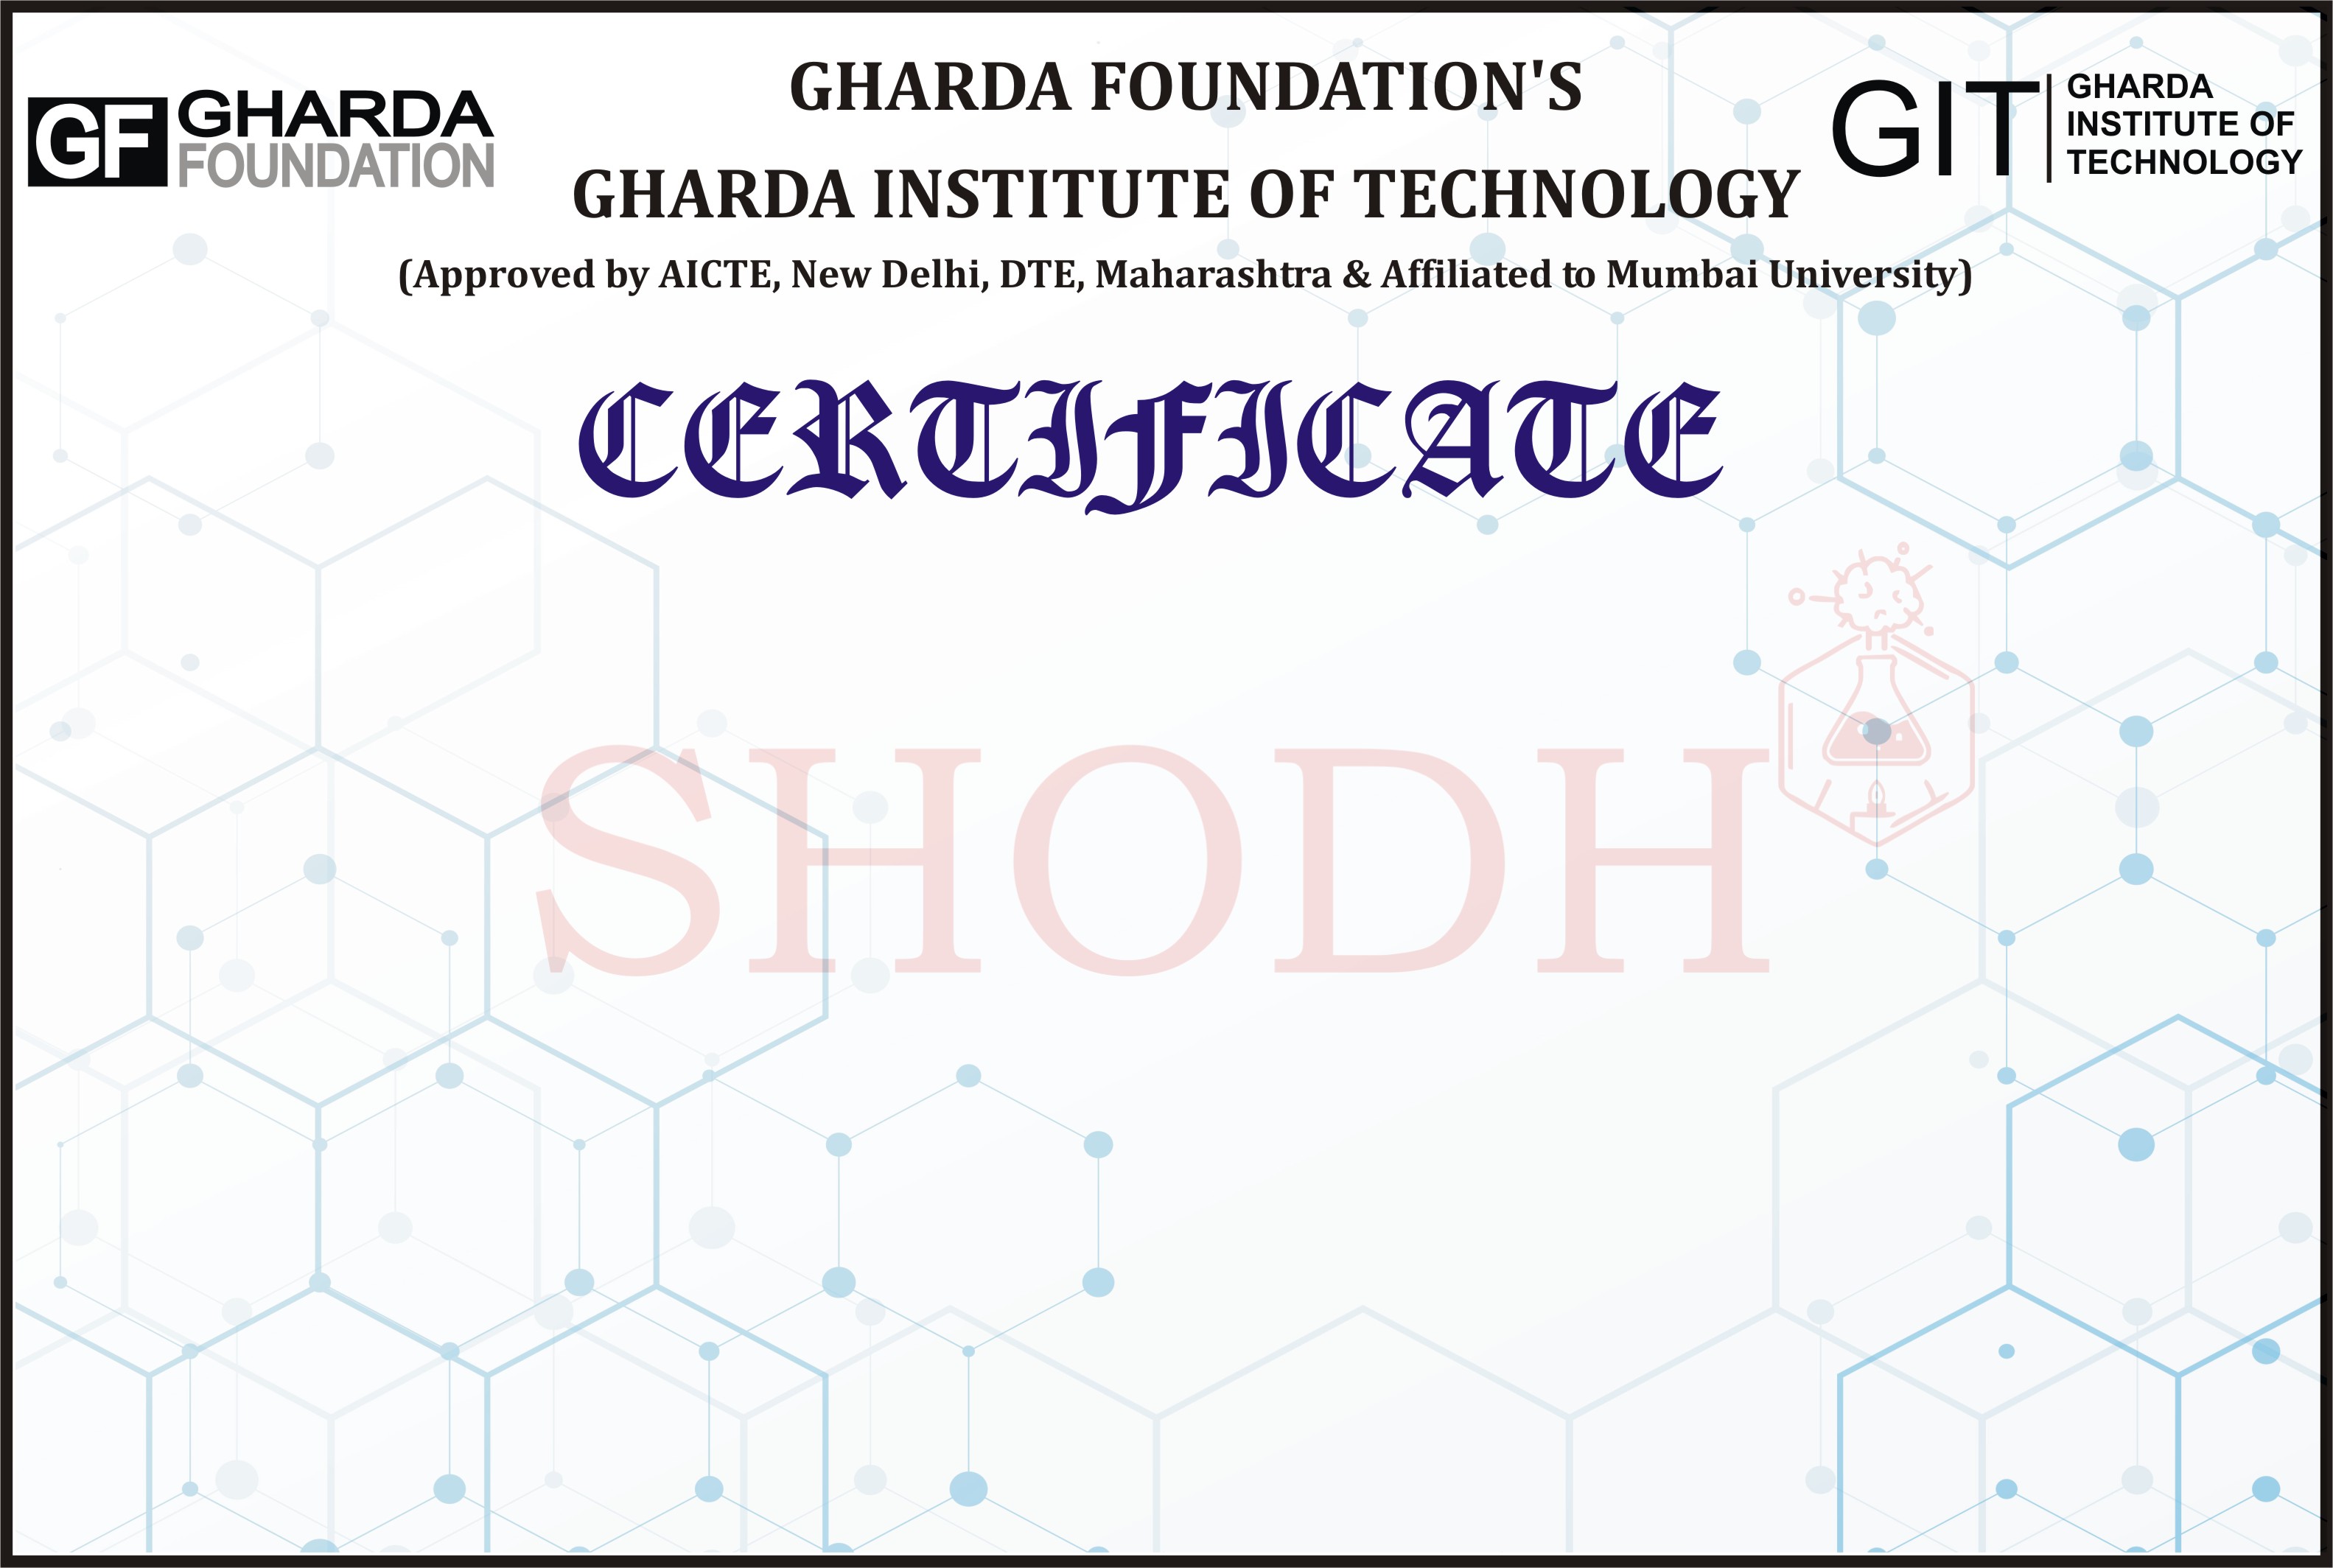 GF GHARDA
FOUNDATION
GHARDA FOUNDATION'S
GHARDA INSTITUTE OF TECHNOLOGY
(Approved by AICTE, New Delhi, DTE, Maharashtra & Affiliated to Mumbai University)
GIT
GHARDA
INSTITUTE OF
TECHNOLOGY
CERTIFICATE
SHODH